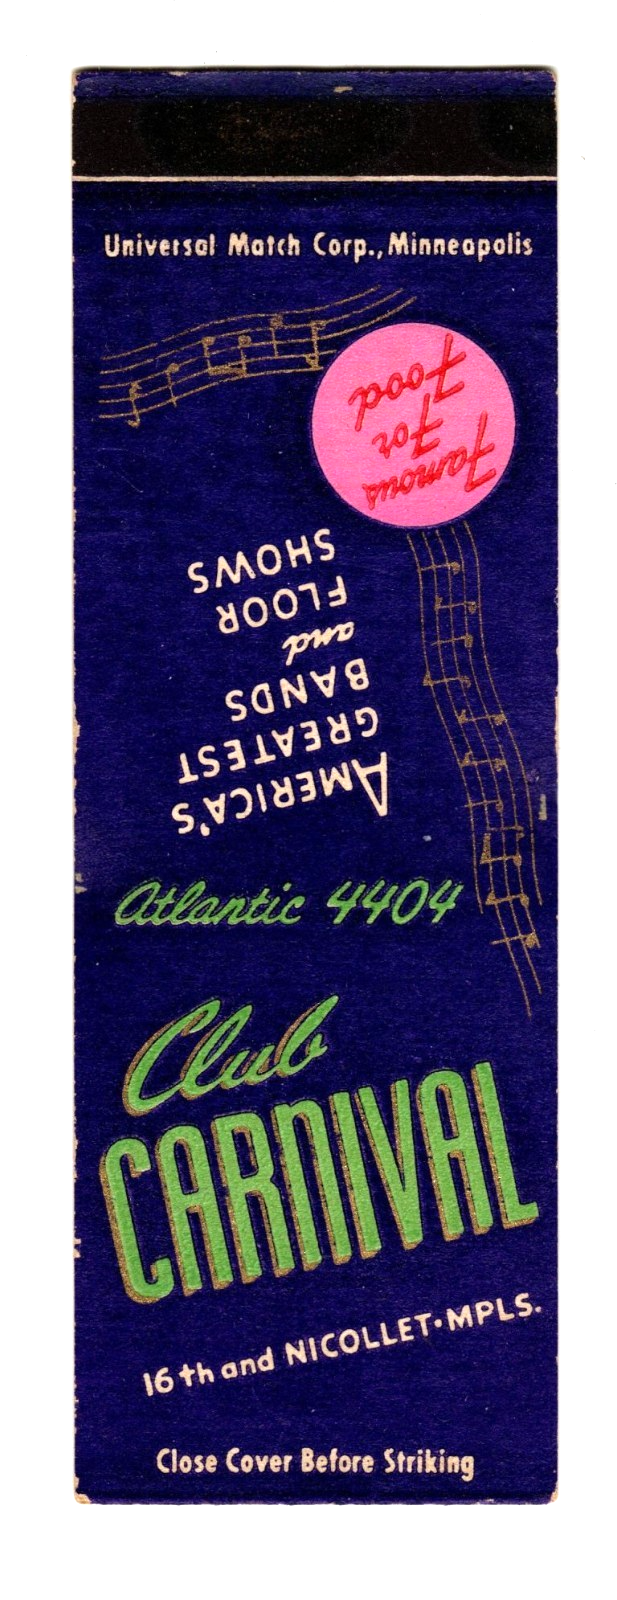 Universal Match Corp., Minneapolis
Famous
For
Food
AMERICA'S
GREATEST
BANDS
and
FLOOR
SHOWS
Atlantic 4404
Club
CARNIVAL
16th and NICOLLET·MPLS.
Close Cover Before Striking